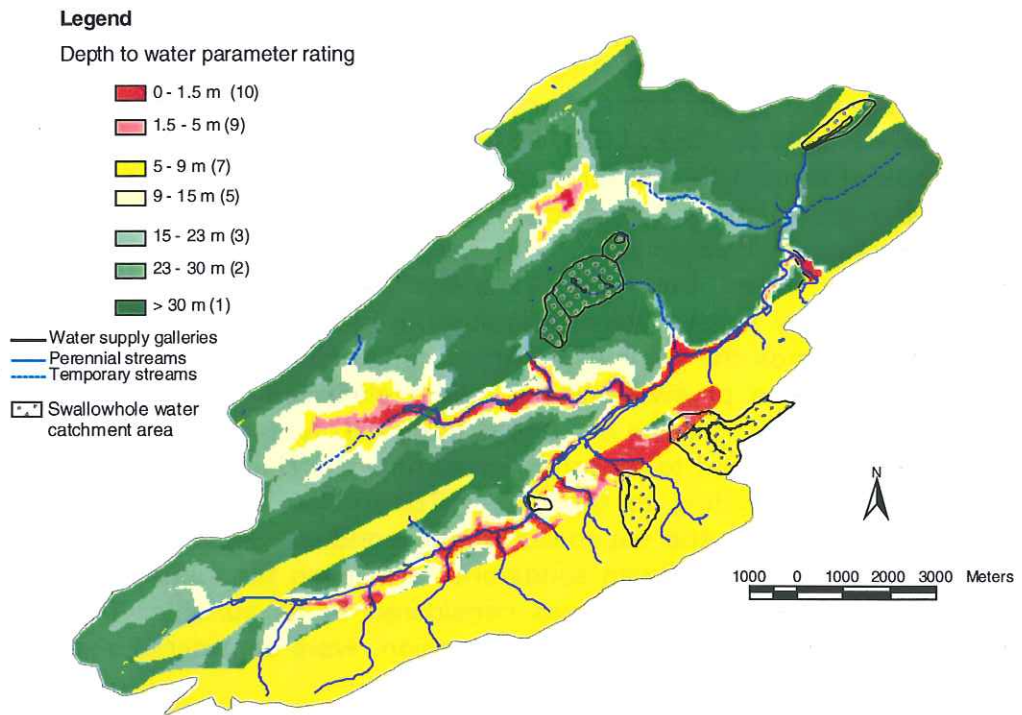 Legend
Depth to water parameter rating
0 - 1.5 m (10)
1.5 - 5 m (9)
5 - 9 m (7)
9 - 15 m (5)
15 - 23 m (3)
23 - 30 m (2)
> 30 m (1)
Water supply galleries
Perennial streams
Temporary streams
Swallowhole water
catchment area
N
1000 0 1000 2000 3000 Meters